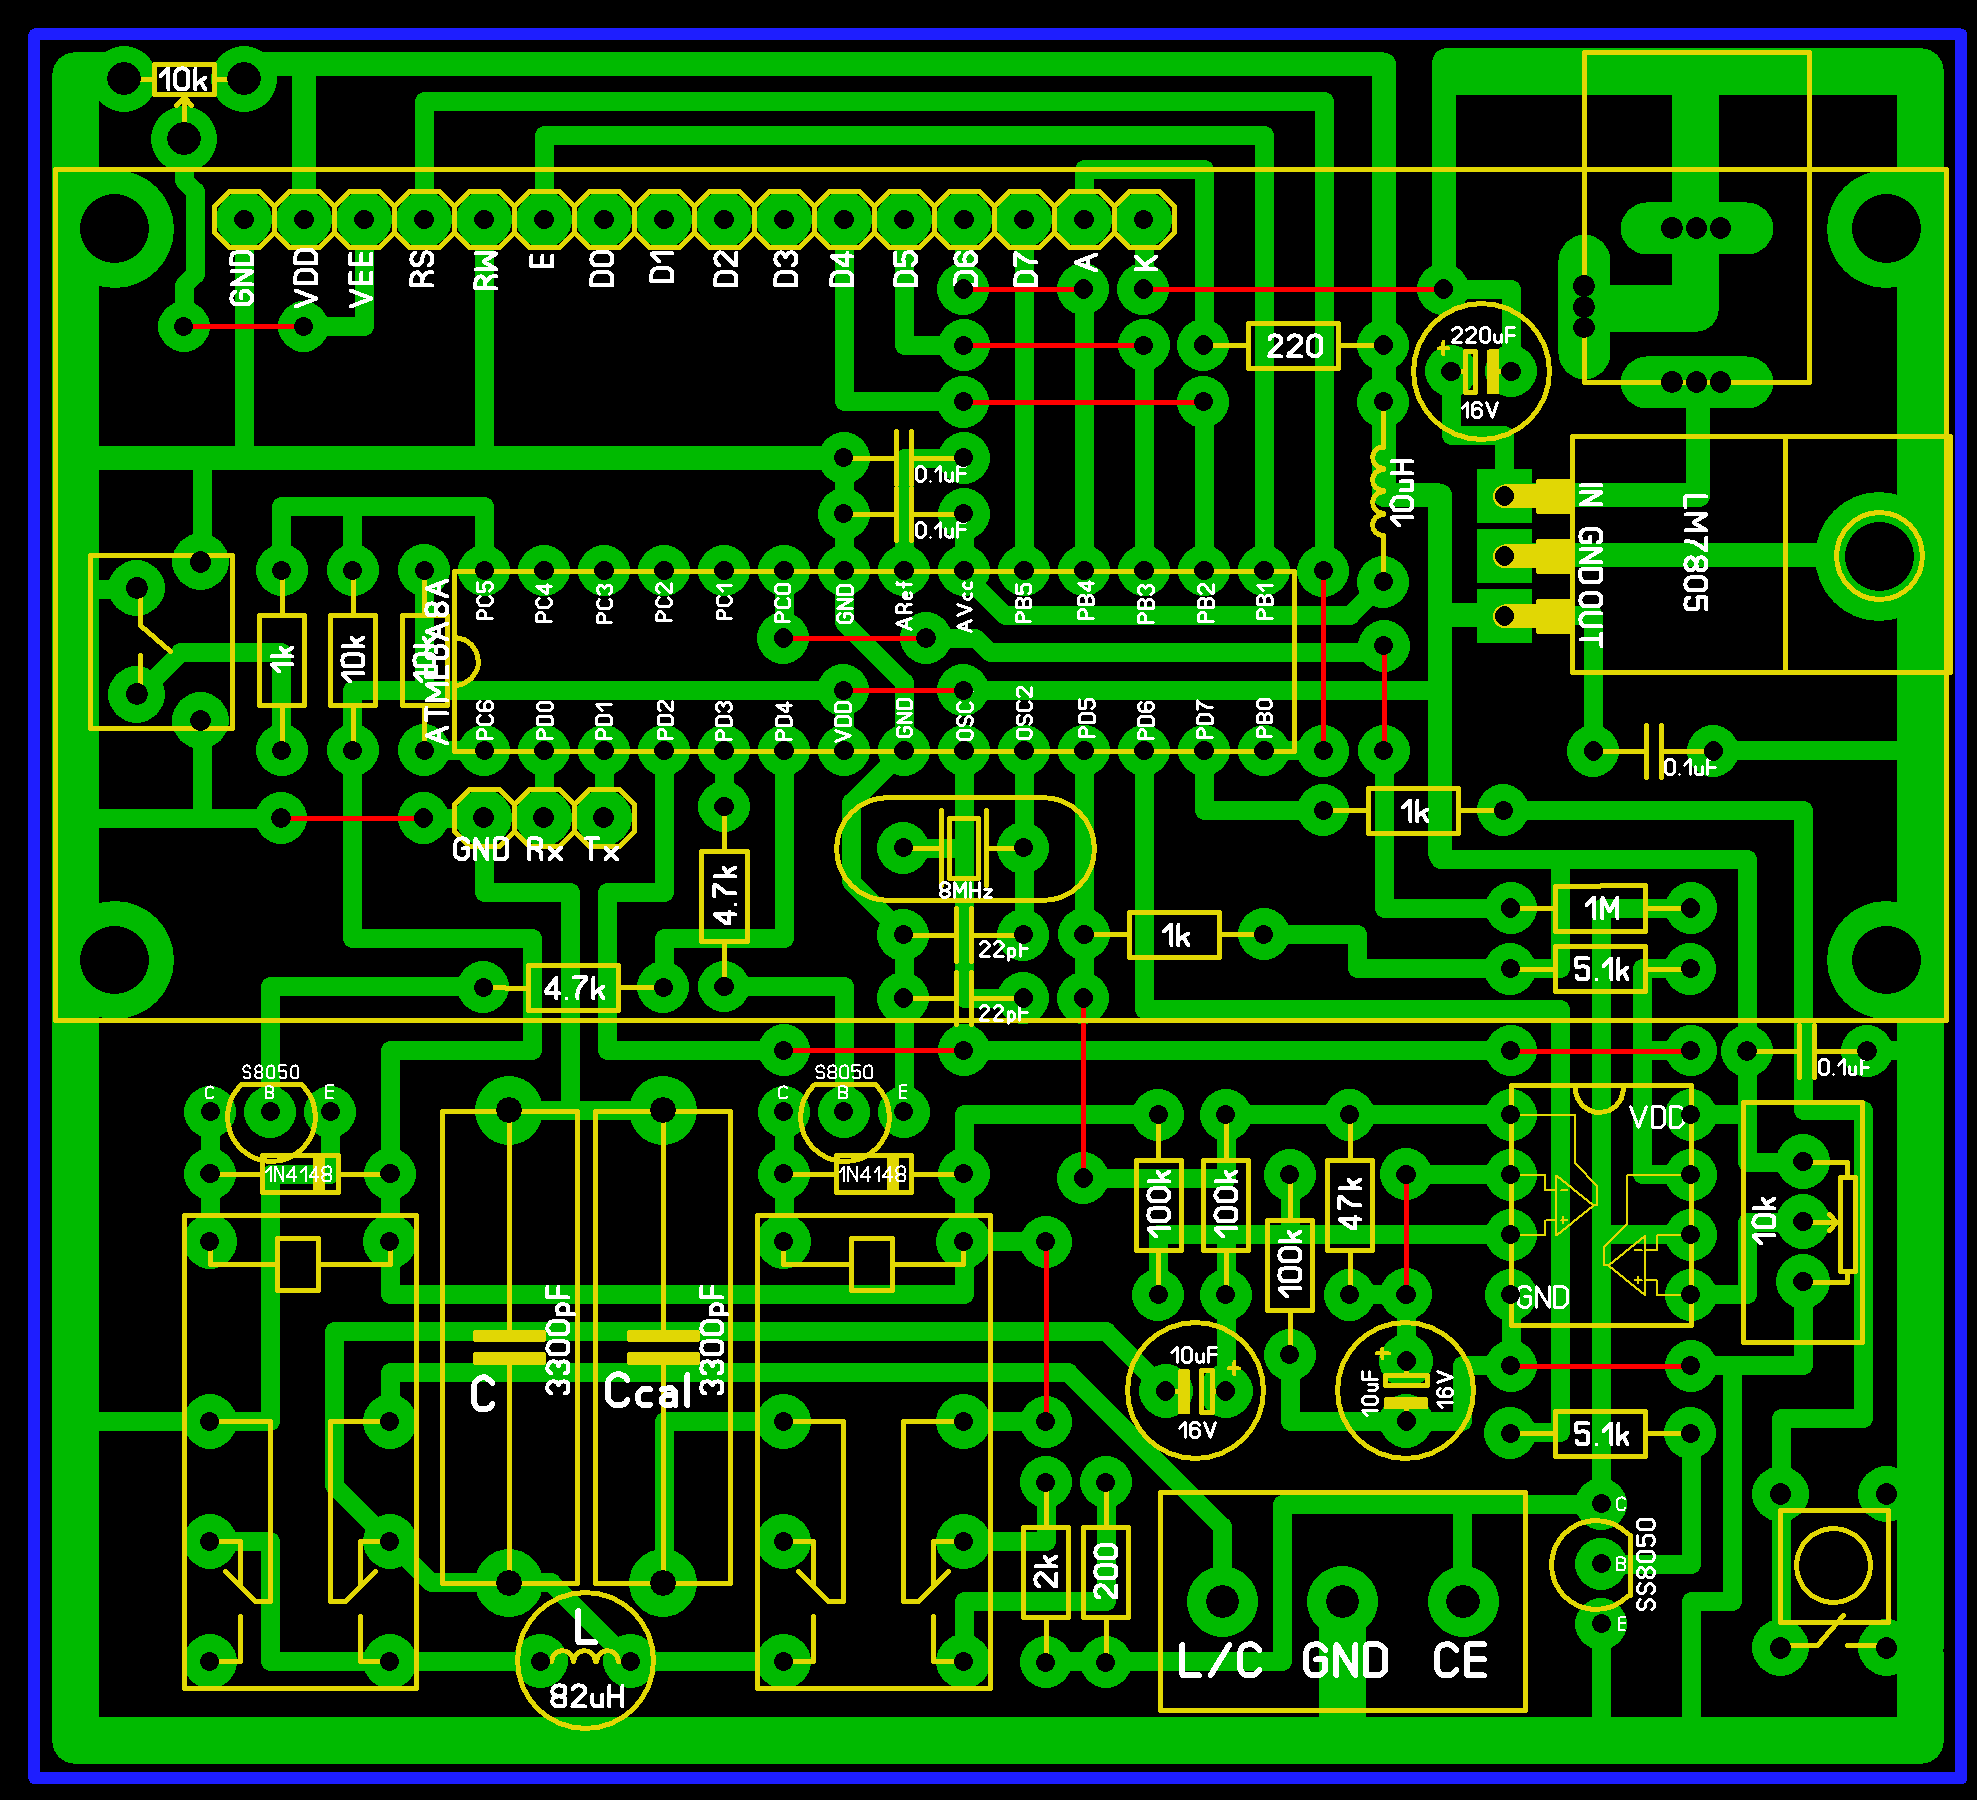 10k
GND VDD VEE RS RW E D0 D1 D2 D3 D4 D5 D6 D7 A K
220uF
+
16V
220
0.1uF
0.1uF
10uH
IN GND OUT
LM7805
1k
10k
10k
ATMEGA8A
PC5 PC4 PC3 PC2 PC1 PC0 GND ARef AVcc PB5 PB4 PB3 PB2 PB1
PC6 PD0 PD1 PD2 PD3 PD4 VDD GND OSC1 OSC2 PD5 PD6 PD7 PB0
0.1uF
1k
GND Rx Tx
4.7k
8MHz
1M
22pF
1k
5.1k
4.7k
22pF
S8050
C B E
S8050
C B E
0.1uF
VDD
1N4148
1N4148
100k
100k
100k
47k
10k
GND
3300pF
C
3300pF
Ccal
10uF
+
16V
+
10uF
16V
5.1k
C
B
E
SS8050
2k
200
L
82uH
L/C GND CE